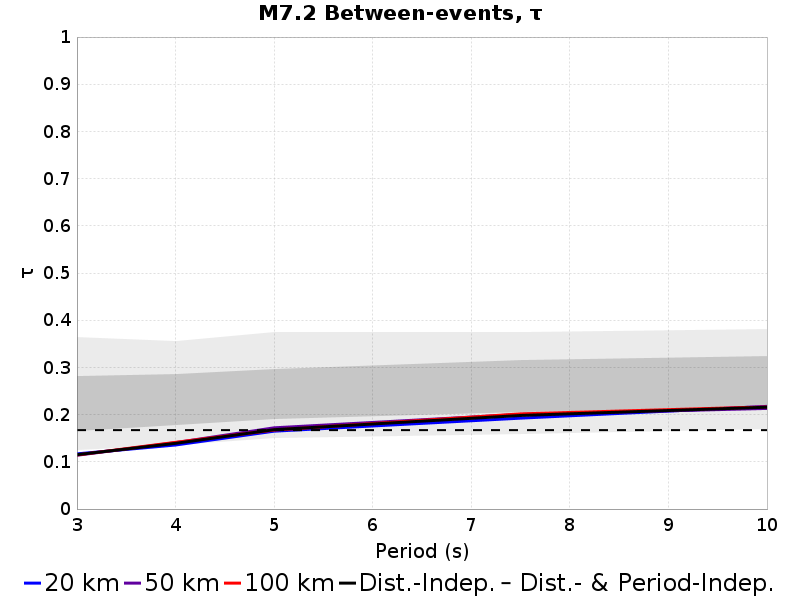 M7.2 Between-events, τ
1
0.9
0.8
0.7
0.6
0.5
0.4
0.3
0.2
0.1
0
τ
3 4 5 6 7 8 9 10
Period (s)
20 km 50 km 100 km Dist.-Indep. Dist.- & Period-Indep.